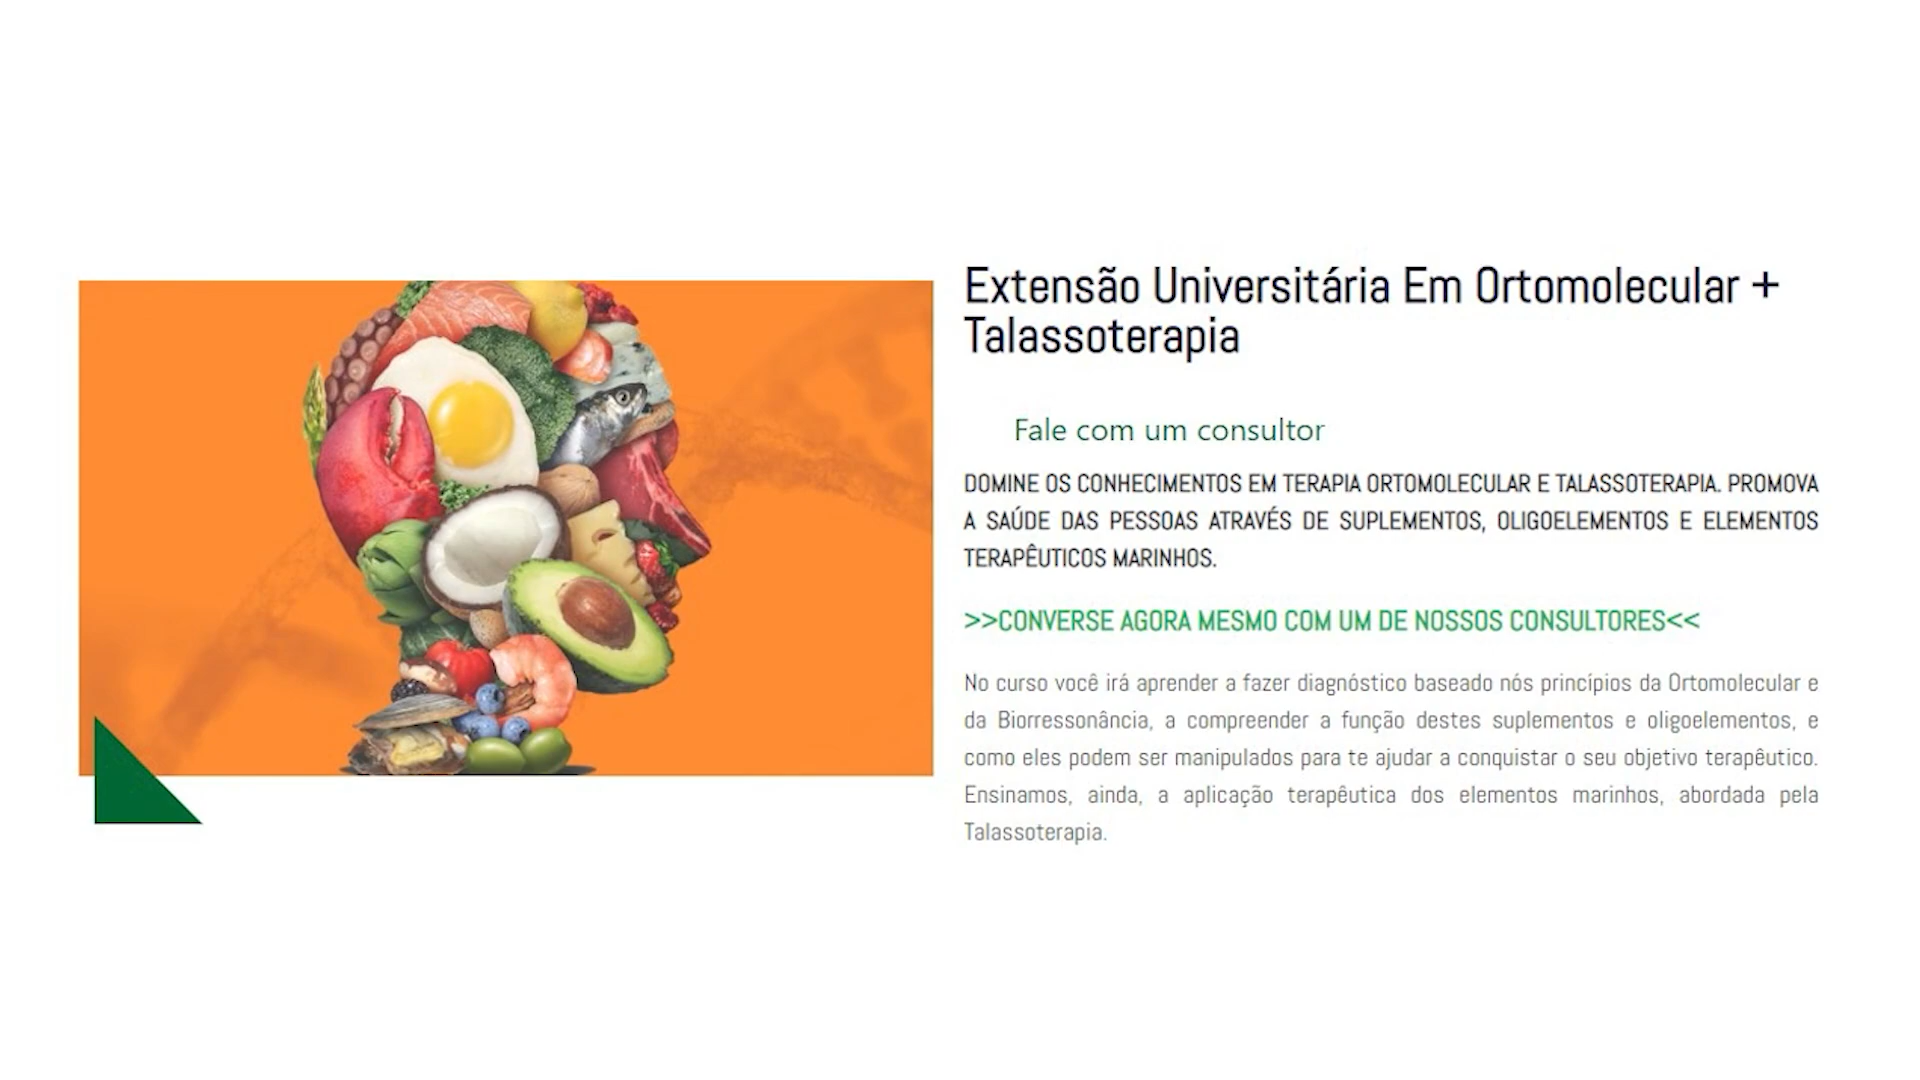 Extensão Universitária Em Ortomolecular +
Talassoterapia
Fale com um consultor
DOMINE OS CONHECIMENTOS EM TERAPIA ORTOMOLECULAR E TALASSOTERAPIA. PROMOVA
A SAÚDE DAS PESSOAS ATRAVÉS DE SUPLEMENTOS, OLIGOELEMENTOS E ELEMENTOS
TERAPÊUTICOS MARINHOS.
>>CONVERSE AGORA MESMO COM UM DE NOSSOS CONSULTORES<<
No curso você irá aprender a fazer diagnóstico baseado nós princípios da Ortomolecular e
da Biorressonância, a compreender a função destes suplementos e oligoelementos, e
como eles podem ser manipulados para te ajudar a conquistar o seu objetivo terapêutico.
Ensinamos, ainda, a aplicação terapêutica dos elementos marinhos, abordada pela
Talassoterapia.